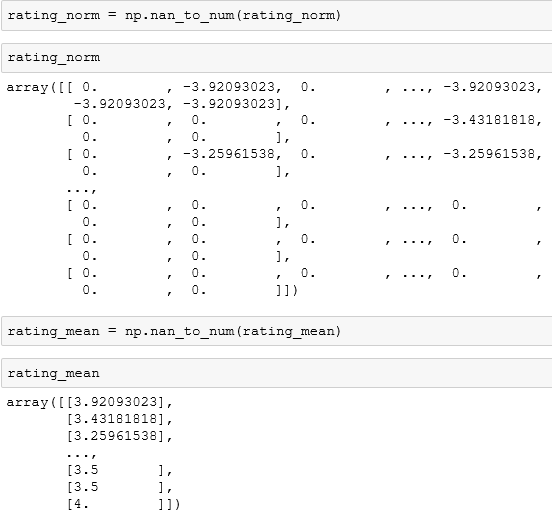 rating_norm = np.nan_to_num(rating_norm)
rating_norm
array([[ 0.        , -3.92093023,  0.        , ..., -3.92093023,
        -3.92093023, -3.92093023],
       [ 0.        ,  0.        ,  0.        , ..., -3.43181818,
         0.        ,  0.        ],
       [ 0.        , -3.25961538,  0.        , ..., -3.25961538,
         0.        ,  0.        ],
       ...,
       [ 0.        ,  0.        ,  0.        , ...,  0.        ,
         0.        ,  0.        ],
       [ 0.        ,  0.        ,  0.        , ...,  0.        ,
         0.        ,  0.        ],
       [ 0.        ,  0.        ,  0.        , ...,  0.        ,
         0.        ,  0.        ]])
rating_mean = np.nan_to_num(rating_mean)
rating_mean
array([[3.92093023],
       [3.43181818],
       [3.25961538],
       ...,
       [3.5       ],
       [3.5       ],
       [4.        ]])